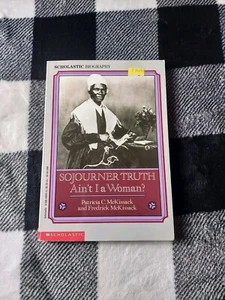 SCHOLASTIC BIOGRAPHY
SOJOURNER TRUTH
Ain't I a Woman?
Patricia C. McKissack
and Fredrick McKissack
SCHOLASTIC